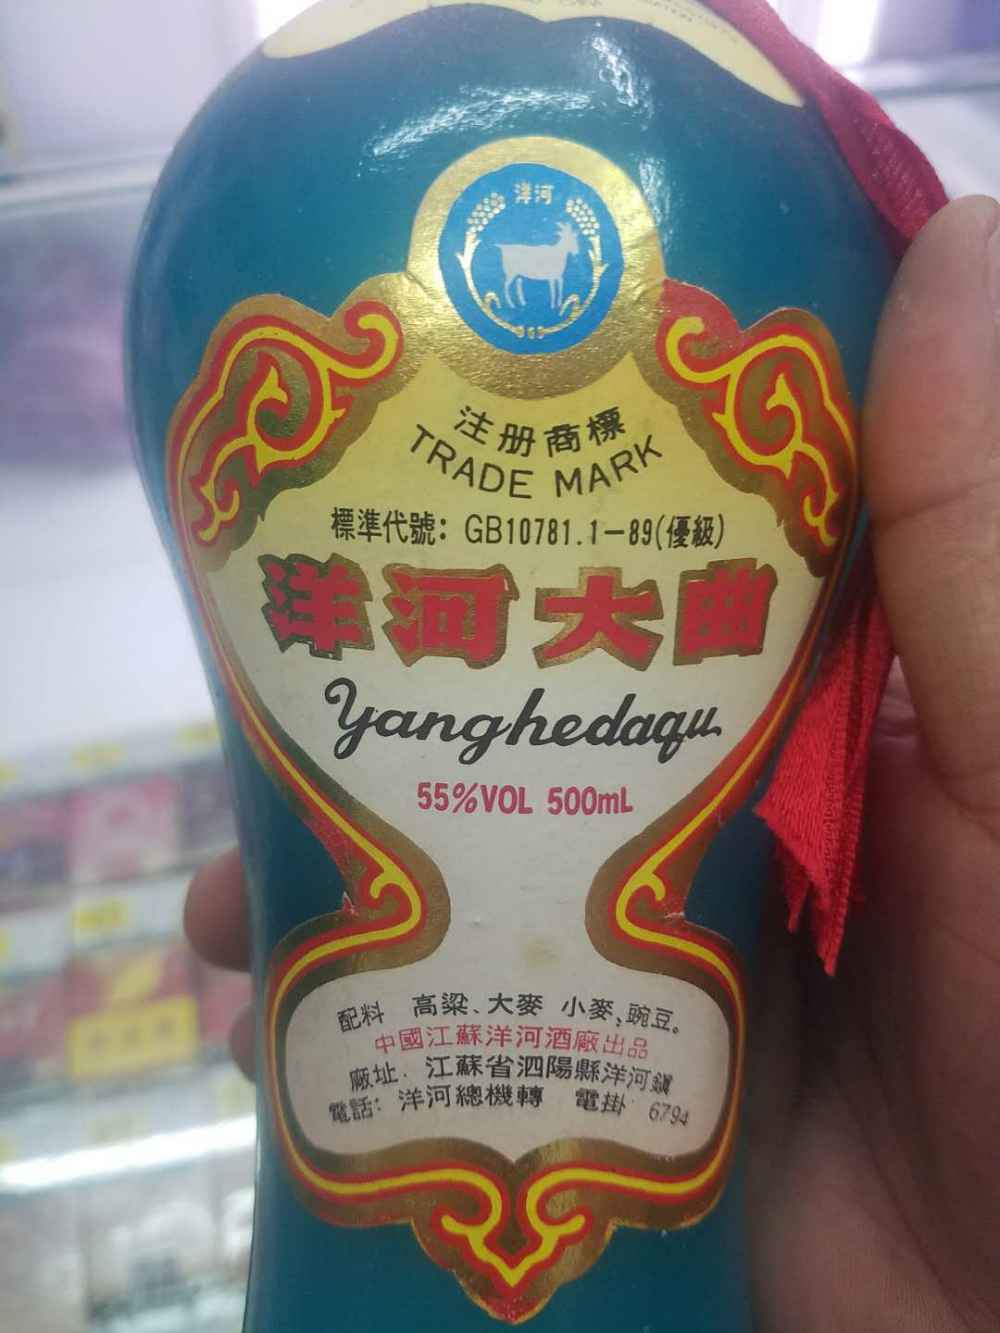 洋河
注册商標
TRADE MARK
標準代號: GB10781.1-89(優級)
洋河大曲
Yanghedaqu
55%VOL 500mL
配料 高粱、大麥 小麥,豌豆。
中國江蘇洋河酒廠出品
廠址. 江蘇省泗陽縣洋河鎮
電話: 洋河總機轉 電掛: 6794